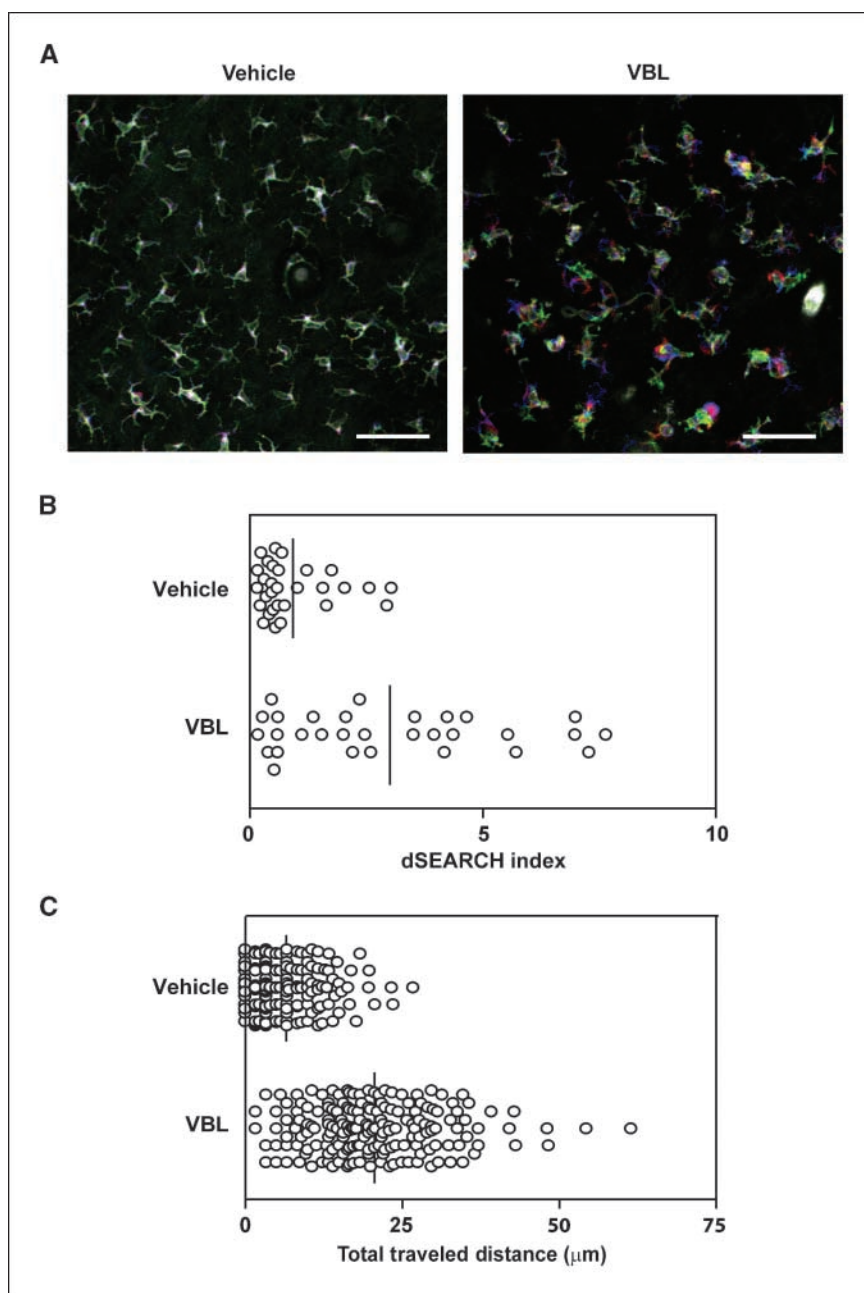 A
Vehicle VBL
B
Vehicle
VBL
0 5 10
dSEARCH index
C
Vehicle
VBL
0 25 50 75
Total traveled distance (μm)